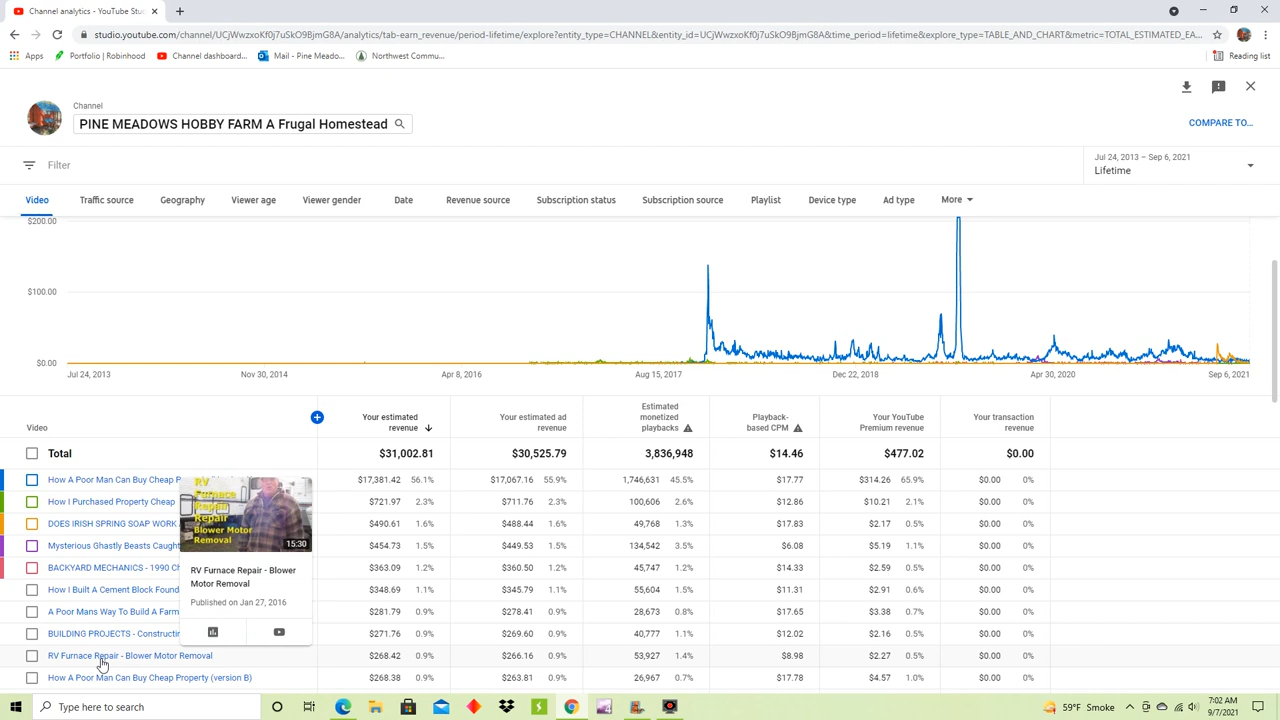 Video analytics - YouTube Stu
studio.youtube.com/channel/UCjWwzxoKf0j7uSkO9BjmG8A/analytics/tab-earn_revenue/period-lifetime/explore?entity_type=CHANNEL&entity_id=UCjWwzxoKf0j7uSkO9BjmG8A&time_period=lifetime&explore_type=TABLE_AND_CHART&metric=TOTAL_ESTIMATED_EA...
Apps Portfolio | Robinhood Channel dashboard... Mail - Pine Meado... Northwest Commu... Reading list
Channel
PINE MEADOWS HOBBY FARM A Frugal Homestead
COMPARE TO...
Filter
Jul 24, 2013 – Sep 6, 2021
Lifetime
Video Traffic source Geography Viewer age Viewer gender Date Revenue source Subscription status Subscription source Playlist Device type Ad type More
$200.00
$100.00
$0.00
Jul 24, 2013 Nov 30, 2014 Apr 8, 2016 Aug 15, 2017 Dec 22, 2018 Apr 30, 2020 Sep 6, 2021
Video
Your estimated revenue
Your estimated ad revenue
Estimated monetized playbacks
Playback-based CPM
Your YouTube Premium revenue
Your transaction revenue
Total $31,002.81 $30,525.79 3,836,948 $14.46 $477.02 $0.00
How A Poor Man Can Buy Cheap P $17,381.42 56.1% $17,067.16 55.9% 1,746,631 45.5% $17.77 $314.26 65.9% $0.00 0%
How I Purchased Property Cheap $721.97 2.3% $711.76 2.3% 100,606 2.6% $12.86 $10.21 2.1% $0.00 0%
DOES IRISH SPRING SOAP WORK $490.61 1.6% $488.44 1.6% 49,768 1.3% $17.83 $2.17 0.5% $0.00 0%
Mysterious Ghastly Beasts Caught $454.73 1.5% $449.53 1.5% 134,542 3.5% $6.08 $5.19 1.1% $0.00 0%
BACKYARD MECHANICS - 1990 Ch $363.09 1.2% $360.50 1.2% 45,747 1.2% $14.33 $2.59 0.5% $0.00 0%
How I Built A Cement Block Found $348.69 1.1% $345.79 1.1% 55,604 1.5% $11.31 $2.91 0.6% $0.00 0%
A Poor Mans Way To Build A Farm $281.79 0.9% $278.41 0.9% 28,673 0.8% $17.65 $3.38 0.7% $0.00 0%
BUILDING PROJECTS - Constructin $271.76 0.9% $269.60 0.9% 40,777 1.1% $12.02 $2.16 0.5% $0.00 0%
RV Furnace Repair - Blower Motor Removal $268.42 0.9% $266.16 0.9% 53,927 1.4% $8.98 $2.27 0.5% $0.00 0%
How A Poor Man Can Buy Cheap Property (version B) $268.38 0.9% $263.81 0.9% 26,967 0.7% $17.78 $4.57 1.0% $0.00 0%
RV
Furnace
Repair
Repair
Blower Motor
Removal
15:30
RV Furnace Repair - Blower
Motor Removal
Published on Jan 27, 2016
Type here to search
59°F Smoke
7:02 AM
9/7/2021